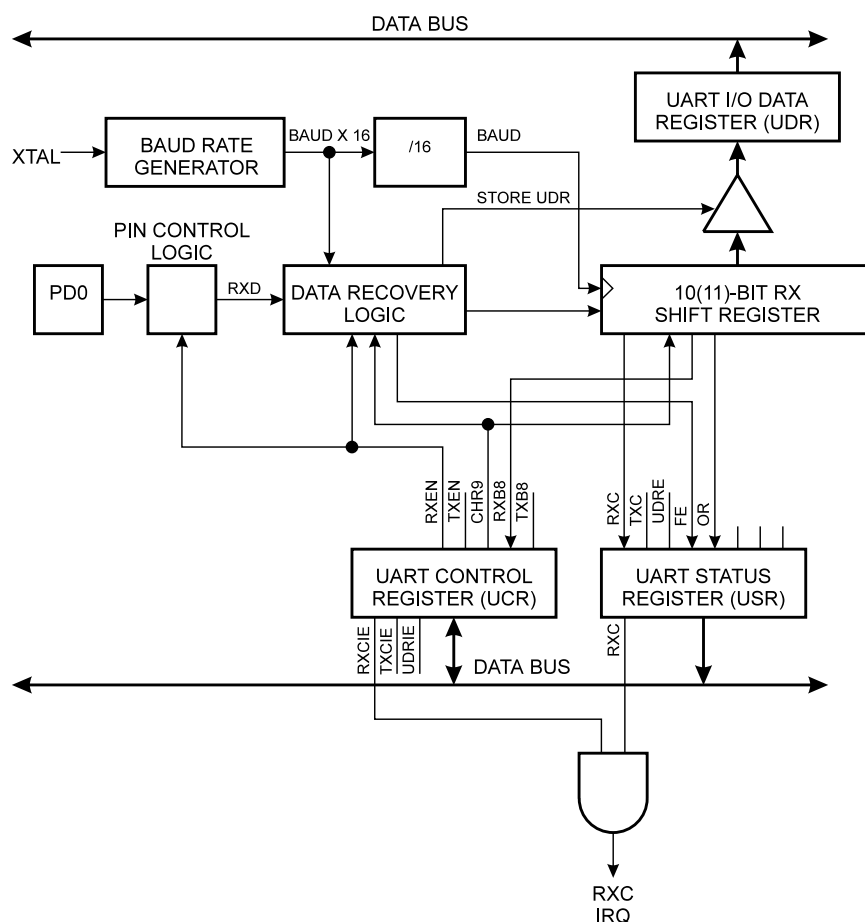 DATA BUS
UART I/O DATA
REGISTER (UDR)
XTAL
BAUD RATE
GENERATOR
BAUD X 16
/16
BAUD
STORE UDR
PIN CONTROL
LOGIC
PD0
RXD
DATA RECOVERY
LOGIC
10(11)-BIT RX
SHIFT REGISTER
RXEN
TXEN
CHR9
RXB8
TXB8
RXC
TXC
UDRE
FE
OR
UART CONTROL
REGISTER (UCR)
UART STATUS
REGISTER (USR)
RXCIE
TXCIE
UDRIE
RXC
DATA BUS
RXC
IRQ